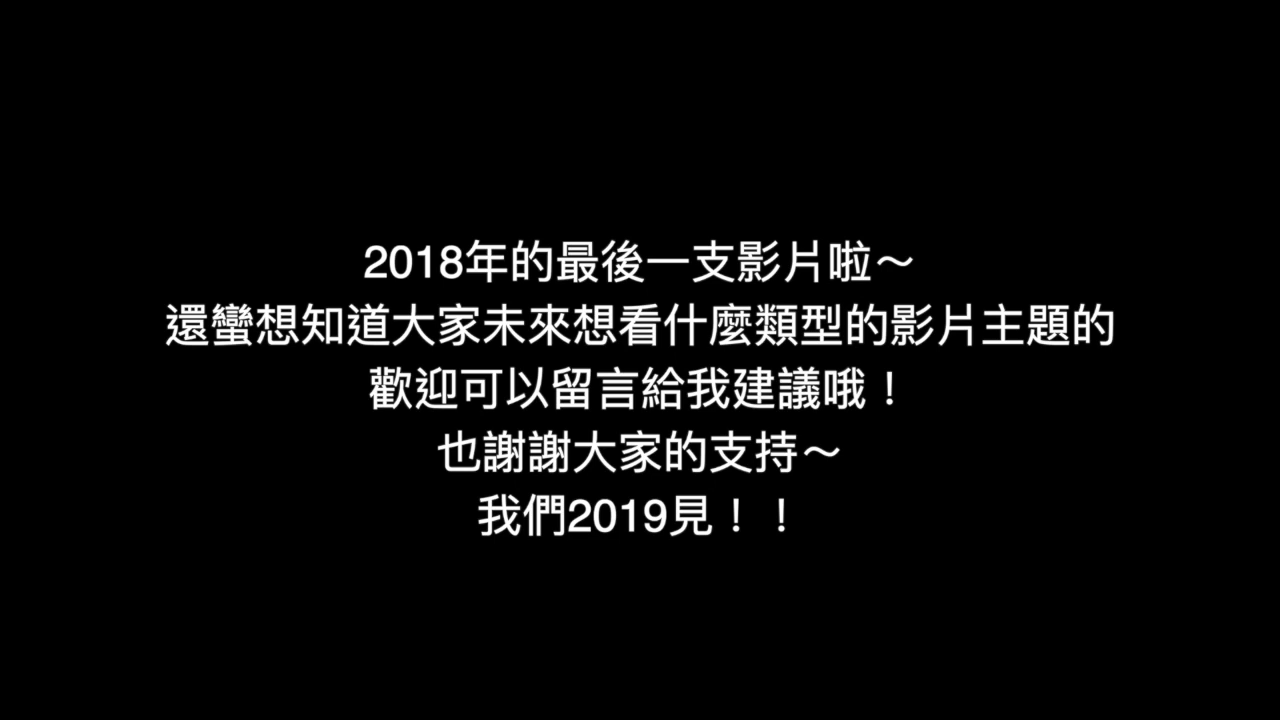 2018年的最後一支影片啦～
還蠻想知道大家未來想看什麼類型的影片主題的
歡迎可以留言給我建議哦！
也謝謝大家的支持～
我們2019見！！